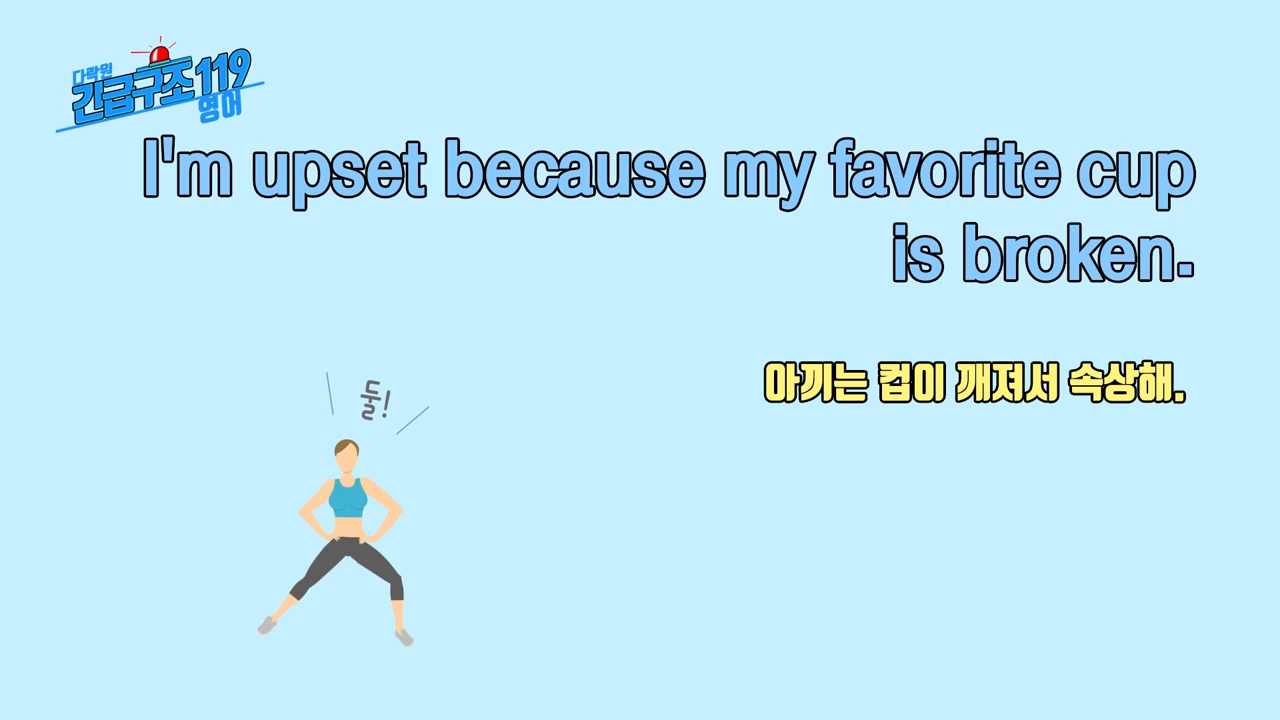 다락원
긴급구조119
영어
I'm upset because my favorite cup
is broken.
아끼는 컵이 깨져서 속상해.
둘!